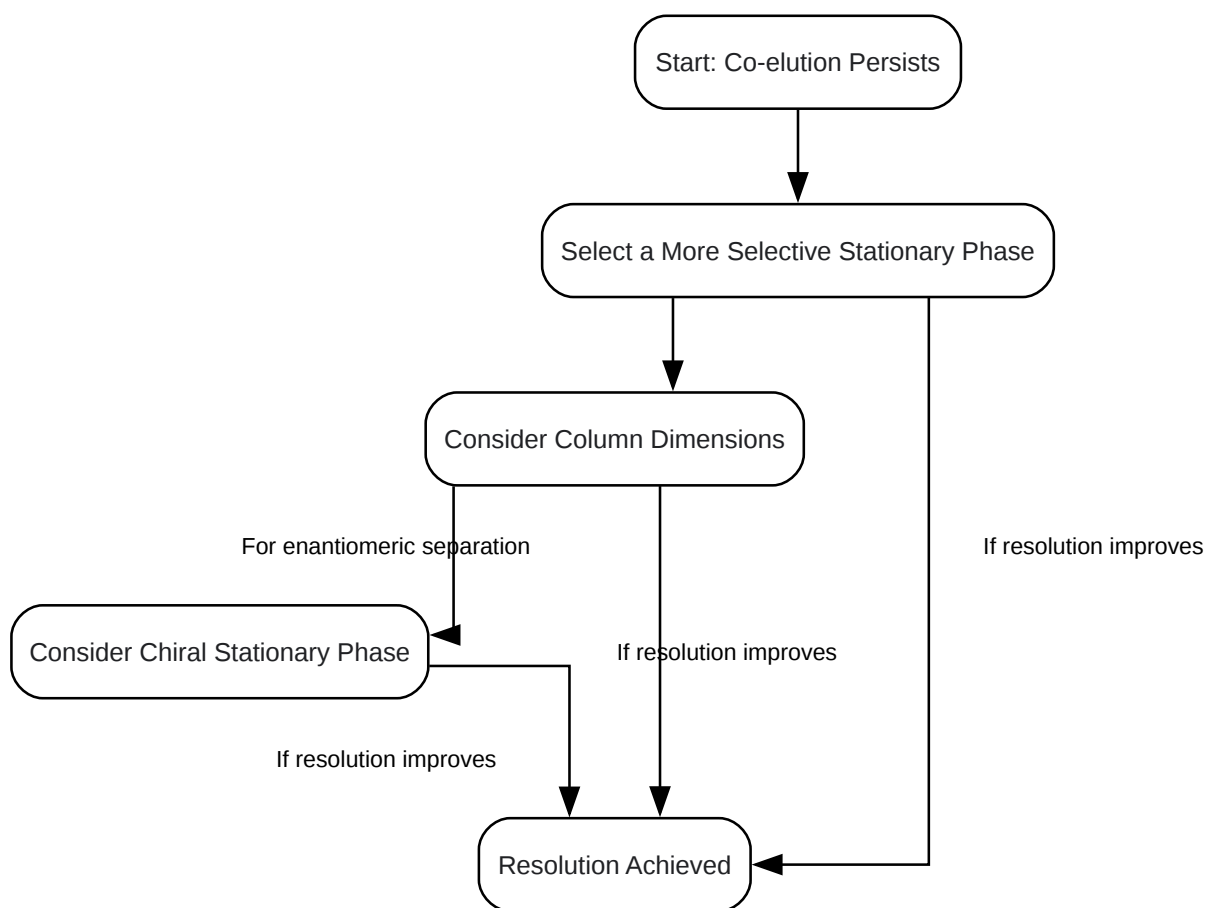 Start: Co-elution Persists
Select a More Selective Stationary Phase
Consider Column Dimensions
For enantiomeric separation
If resolution improves
Consider Chiral Stationary Phase
If resolution improves
If resolution improves
Resolution Achieved